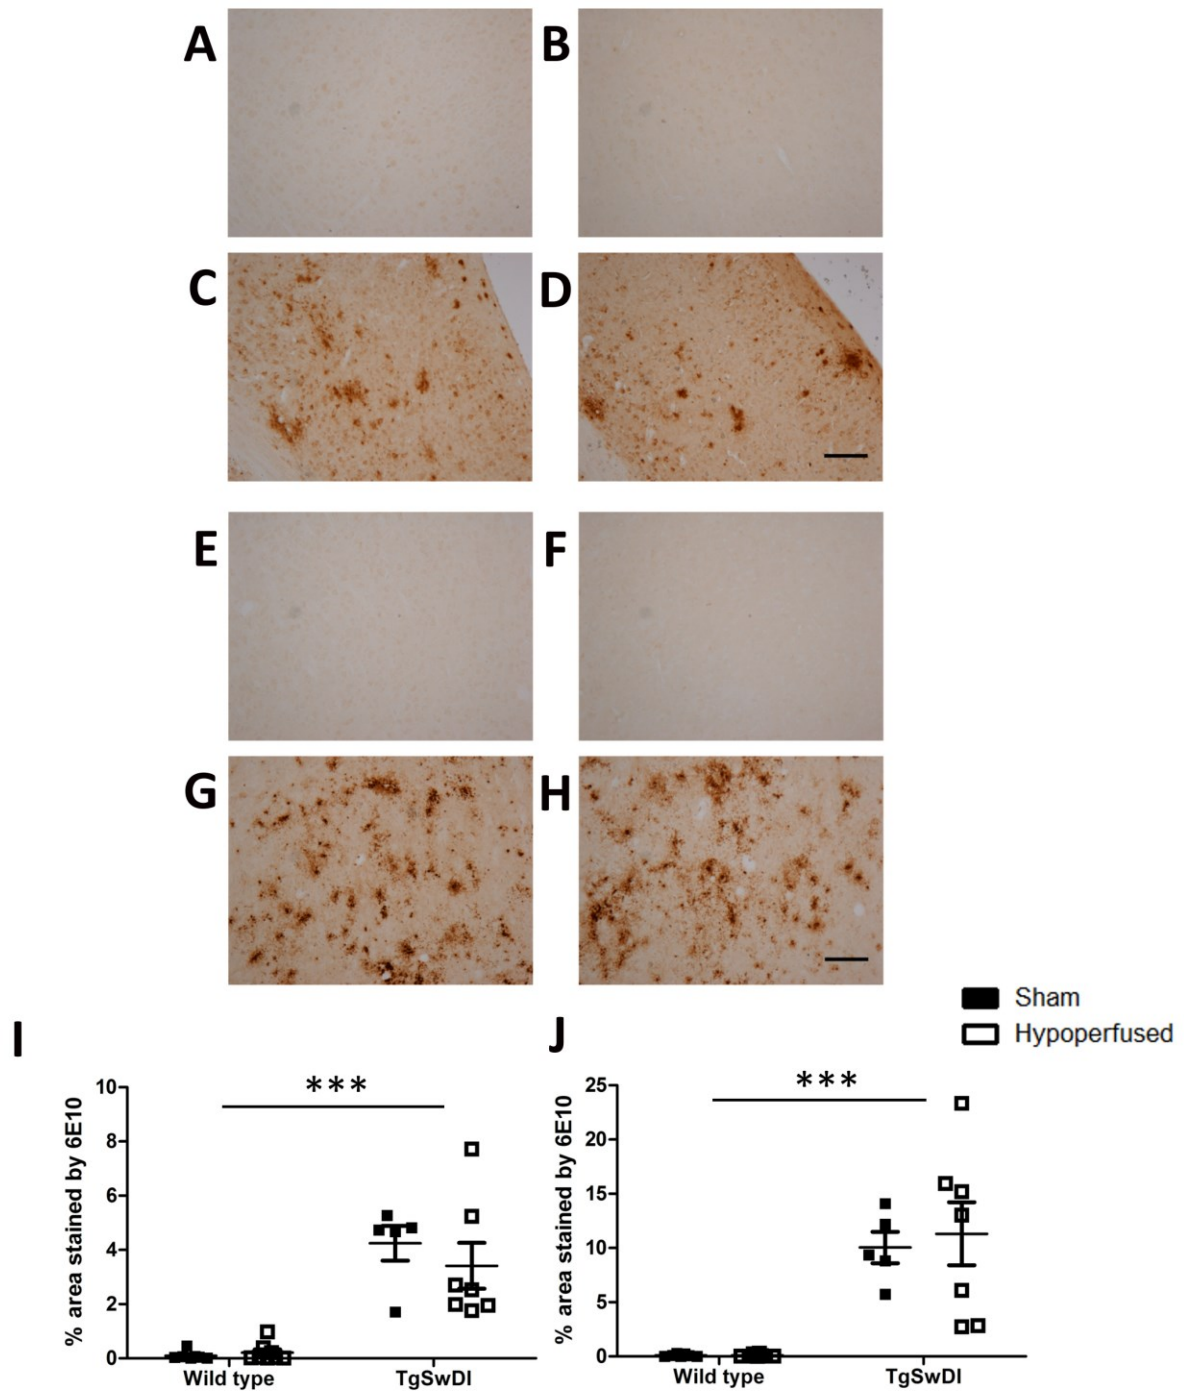 A
B
C
D
E
F
G
H
Sham
Hypoperfused
I
J
***
% area stained by 6E10
10
8
6
4
2
0
Wild type
TgSwDI
***
% area stained by 6E10
25
20
15
10
5
0
Wild type
TgSwDI